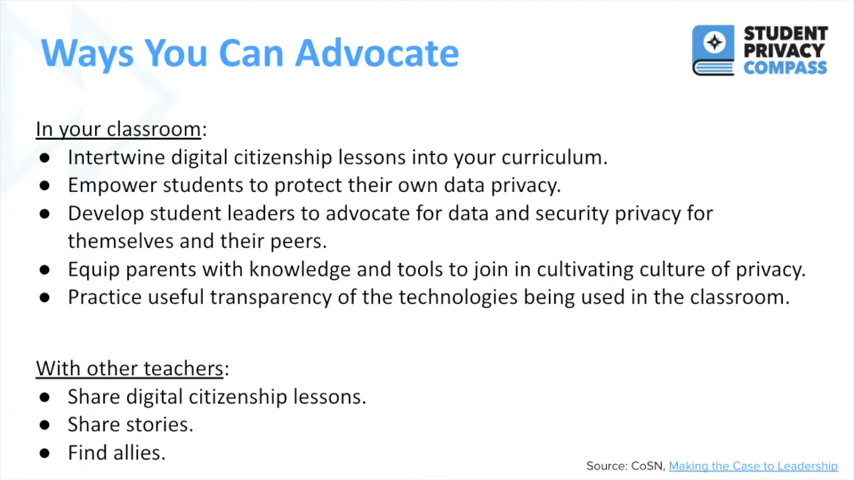 Ways You Can Advocate
STUDENT
PRIVACY
COMPASS
In your classroom:
● Intertwine digital citizenship lessons into your curriculum.
● Empower students to protect their own data privacy.
● Develop student leaders to advocate for data and security privacy for
themselves and their peers.
● Equip parents with knowledge and tools to join in cultivating culture of privacy.
● Practice useful transparency of the technologies being used in the classroom.
With other teachers:
● Share digital citizenship lessons.
● Share stories.
● Find allies.
Source: CoSN, Making the Case to Leadership